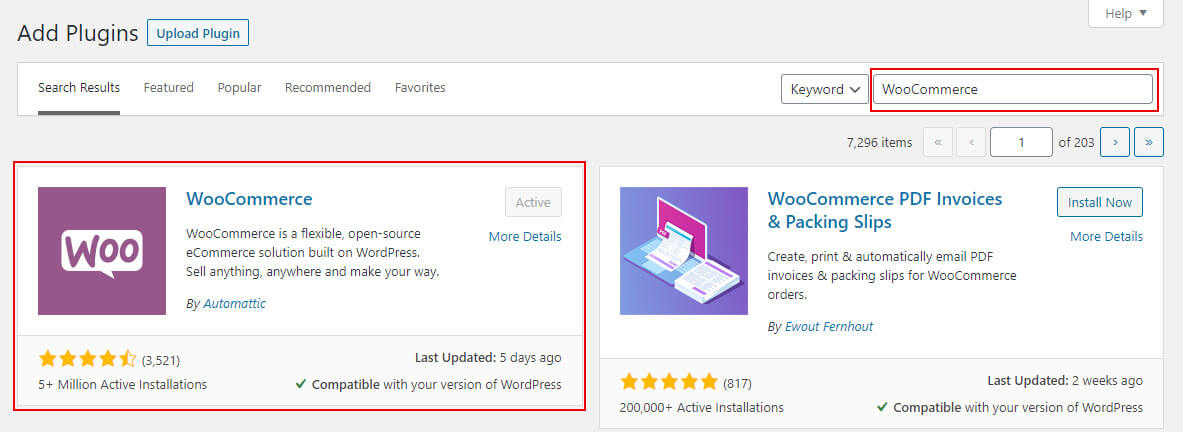 Help
Add Plugins Upload Plugin
Search Results Featured Popular Recommended Favorites Keyword WooCommerce
7,296 items « ‹ 1 of 203 › »
WOO
WooCommerce
Active
More Details
WooCommerce is a flexible, open-source
eCommerce solution built on WordPress.
Sell anything, anywhere and make your way.
By Automattic
(3,521)
Last Updated: 5 days ago
5+ Million Active Installations
Compatible with your version of WordPress
WooCommerce PDF Invoices
& Packing Slips
Install Now
More Details
Create, print & automatically email PDF
invoices & packing slips for WooCommerce
orders.
By Ewout Fernhout
(817)
Last Updated: 2 weeks ago
200,000+ Active Installations
Compatible with your version of WordPress